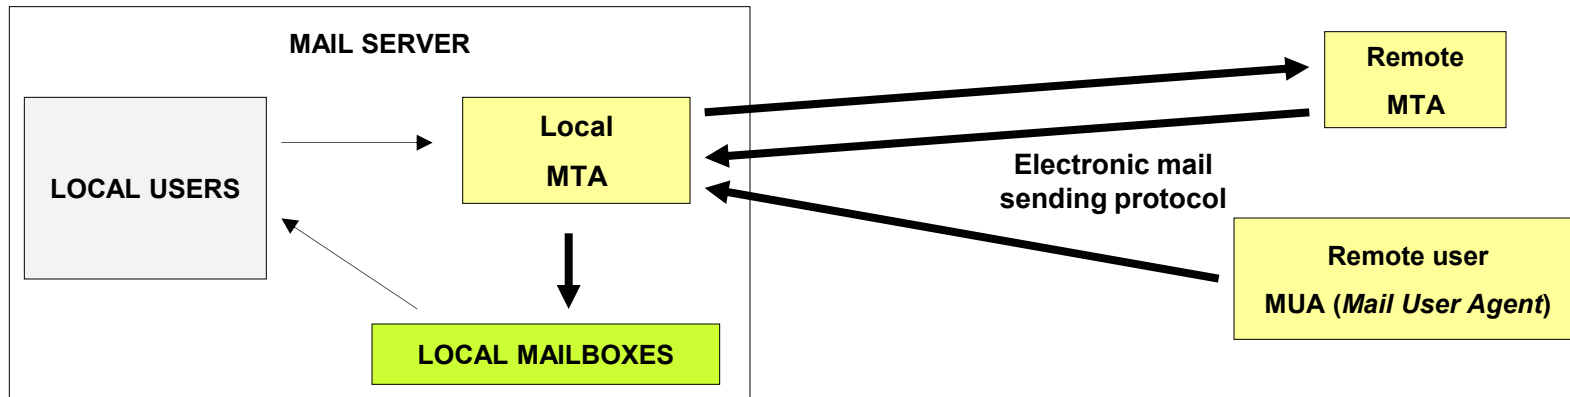 MAIL SERVER
LOCAL USERS
Local
MTA
LOCAL MAILBOXES
Electronic mail
sending protocol
Remote
MTA
Remote user
MUA (Mail User Agent)